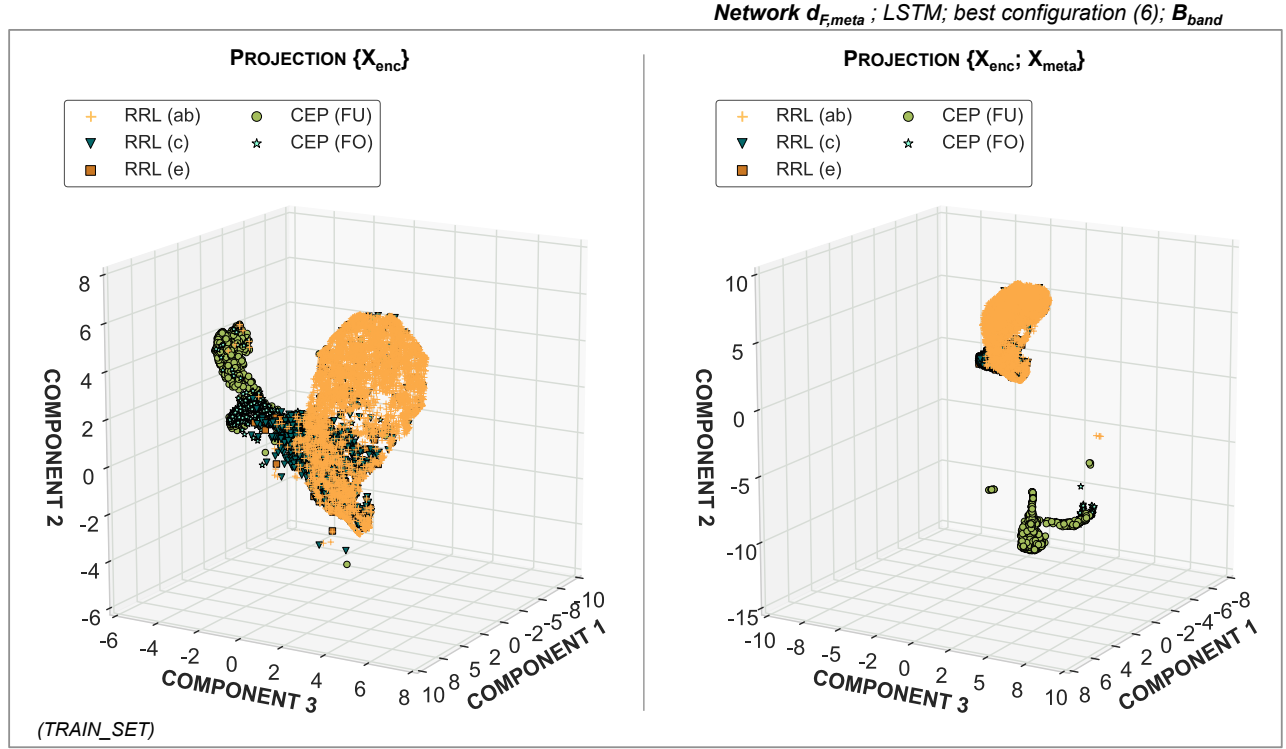 Network d_F,meta ; LSTM; best configuration (6); B_band
PROJECTION {X_enc}
RRL (ab)
CEP (FU)
RRL (c)
CEP (FO)
RRL (e)
8
6
4
2
0
-2
-4
-6
COMPONENT 2
-6
-4
-2
0
2
4
6
8
COMPONENT 3
10
8
5
2
0
-2
-5
-8
-10
COMPONENT 1
(TRAIN_SET)
PROJECTION {X_enc; X_meta}
RRL (ab)
CEP (FU)
RRL (c)
CEP (FO)
RRL (e)
10
5
0
-5
-10
-15
COMPONENT 2
-10
-8
-5
-2
0
2
5
8
10
COMPONENT 3
8
6
4
2
0
-2
-4
-6
-8
COMPONENT 1